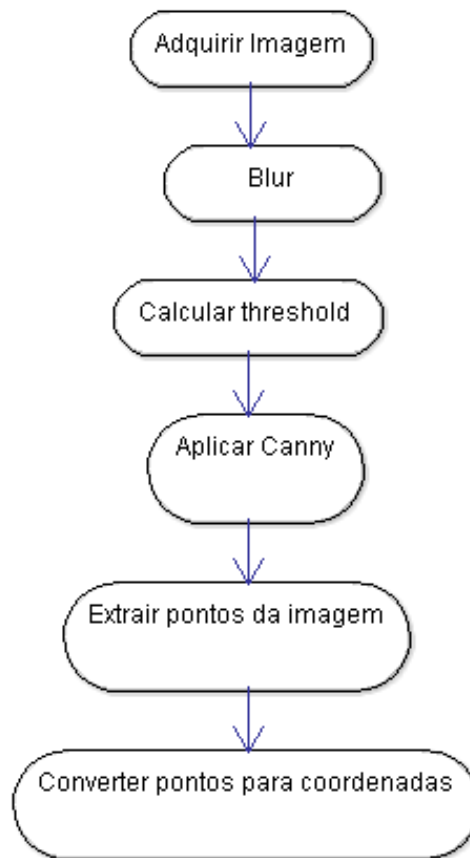 Adquirir Imagem
Blur
Calcular threshold
Aplicar Canny
Extrair pontos da imagem
Converter pontos para coordenadas